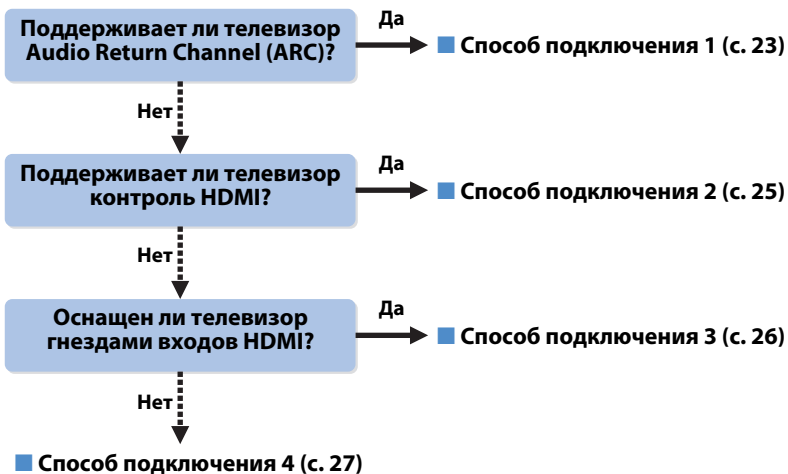 Поддерживает ли телевизор
Audio Return Channel (ARC)?
Да
Способ подключения 1 (с. 23)
Нет
Поддерживает ли телевизор
контроль HDMI?
Да
Способ подключения 2 (с. 25)
Нет
Оснащен ли телевизор
гнездами входов HDMI?
Да
Способ подключения 3 (с. 26)
Нет
Способ подключения 4 (с. 27)